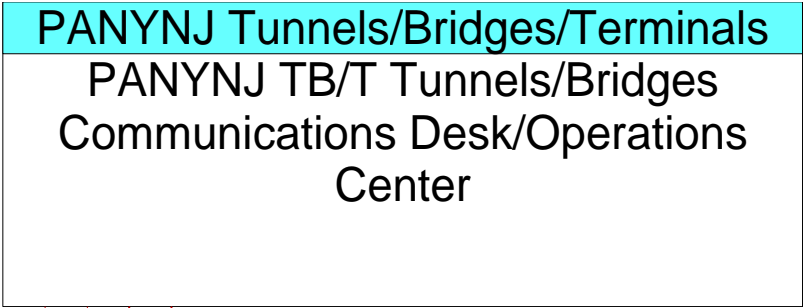 PANYNJ Tunnels/Bridges/Terminals
PANYNJ TB/T Tunnels/Bridges
Communications Desk/Operations
Center